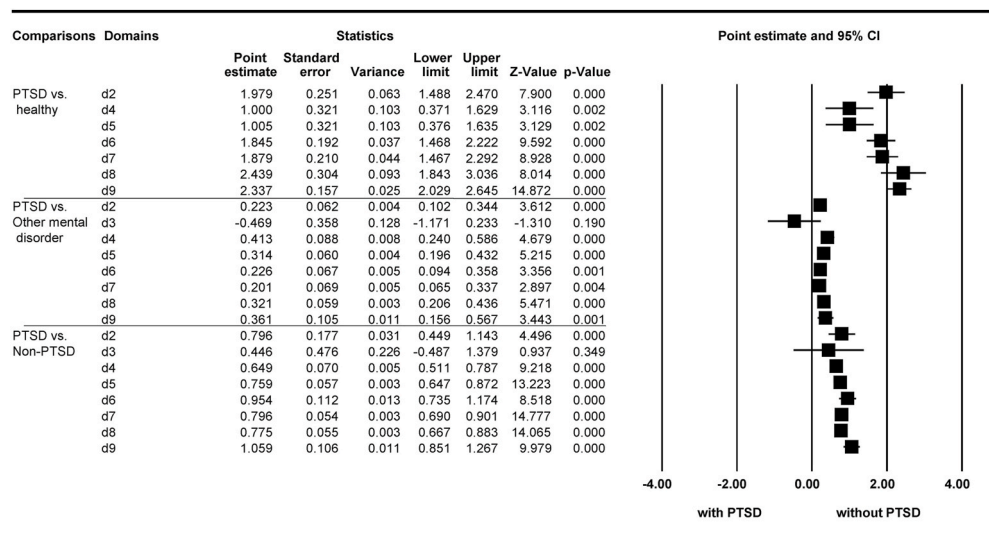 Comparisons Domains Statistics Point estimate and 95% CI
Point Standard Lower Upper
estimate error Variance limit limit Z-Value p-Value
PTSD vs. d2 1.979 0.251 0.063 1.488 2.470 7.900 0.000
healthy d4 1.000 0.321 0.103 0.371 1.629 3.116 0.002
d5 1.005 0.321 0.103 0.376 1.635 3.129 0.002
d6 1.845 0.192 0.037 1.468 2.222 9.592 0.000
d7 1.879 0.210 0.044 1.467 2.292 8.928 0.000
d8 2.439 0.304 0.093 1.843 3.036 8.014 0.000
d9 2.337 0.157 0.025 2.029 2.645 14.872 0.000
PTSD vs. d2 0.223 0.062 0.004 0.102 0.344 3.612 0.000
Other mental d3 -0.469 0.358 0.128 -1.171 0.233 -1.310 0.190
disorder d4 0.413 0.088 0.008 0.240 0.586 4.679 0.000
d5 0.314 0.060 0.004 0.196 0.432 5.215 0.000
d6 0.226 0.067 0.005 0.094 0.358 3.356 0.001
d7 0.201 0.069 0.005 0.065 0.337 2.897 0.004
d8 0.321 0.059 0.003 0.206 0.436 5.471 0.000
d9 0.361 0.105 0.011 0.156 0.567 3.443 0.001
PTSD vs. d2 0.796 0.177 0.031 0.449 1.143 4.496 0.000
Non-PTSD d3 0.446 0.476 0.226 -0.487 1.379 0.937 0.349
d4 0.649 0.070 0.005 0.511 0.787 9.218 0.000
d5 0.759 0.057 0.003 0.647 0.872 13.223 0.000
d6 0.954 0.112 0.013 0.735 1.174 8.518 0.000
d7 0.796 0.054 0.003 0.690 0.901 14.777 0.000
d8 0.775 0.055 0.003 0.667 0.883 14.065 0.000
d9 1.059 0.106 0.011 0.851 1.267 9.979 0.000
-4.00 -2.00 0.00 2.00 4.00
with PTSD without PTSD